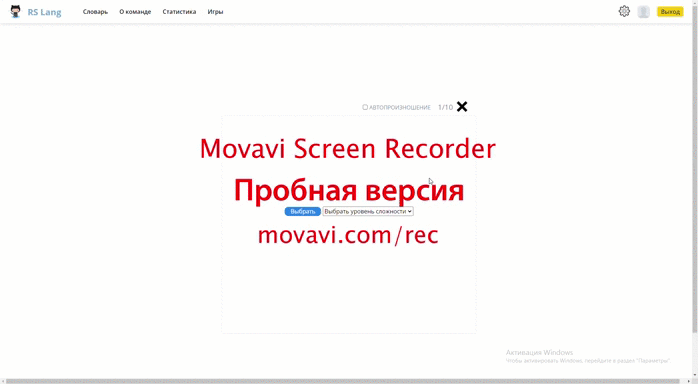 RS Lang Словарь О команде Статистика Игры Выход
АВТОПРОИЗНОШЕНИЕ 1/10
Movavi Screen Recorder
Пробная версия
Выбрать Выбрать уровень сложности
movavi.com/rec
Активация Windows
Чтобы активировать Windows, перейдите в раздел "Параметры".